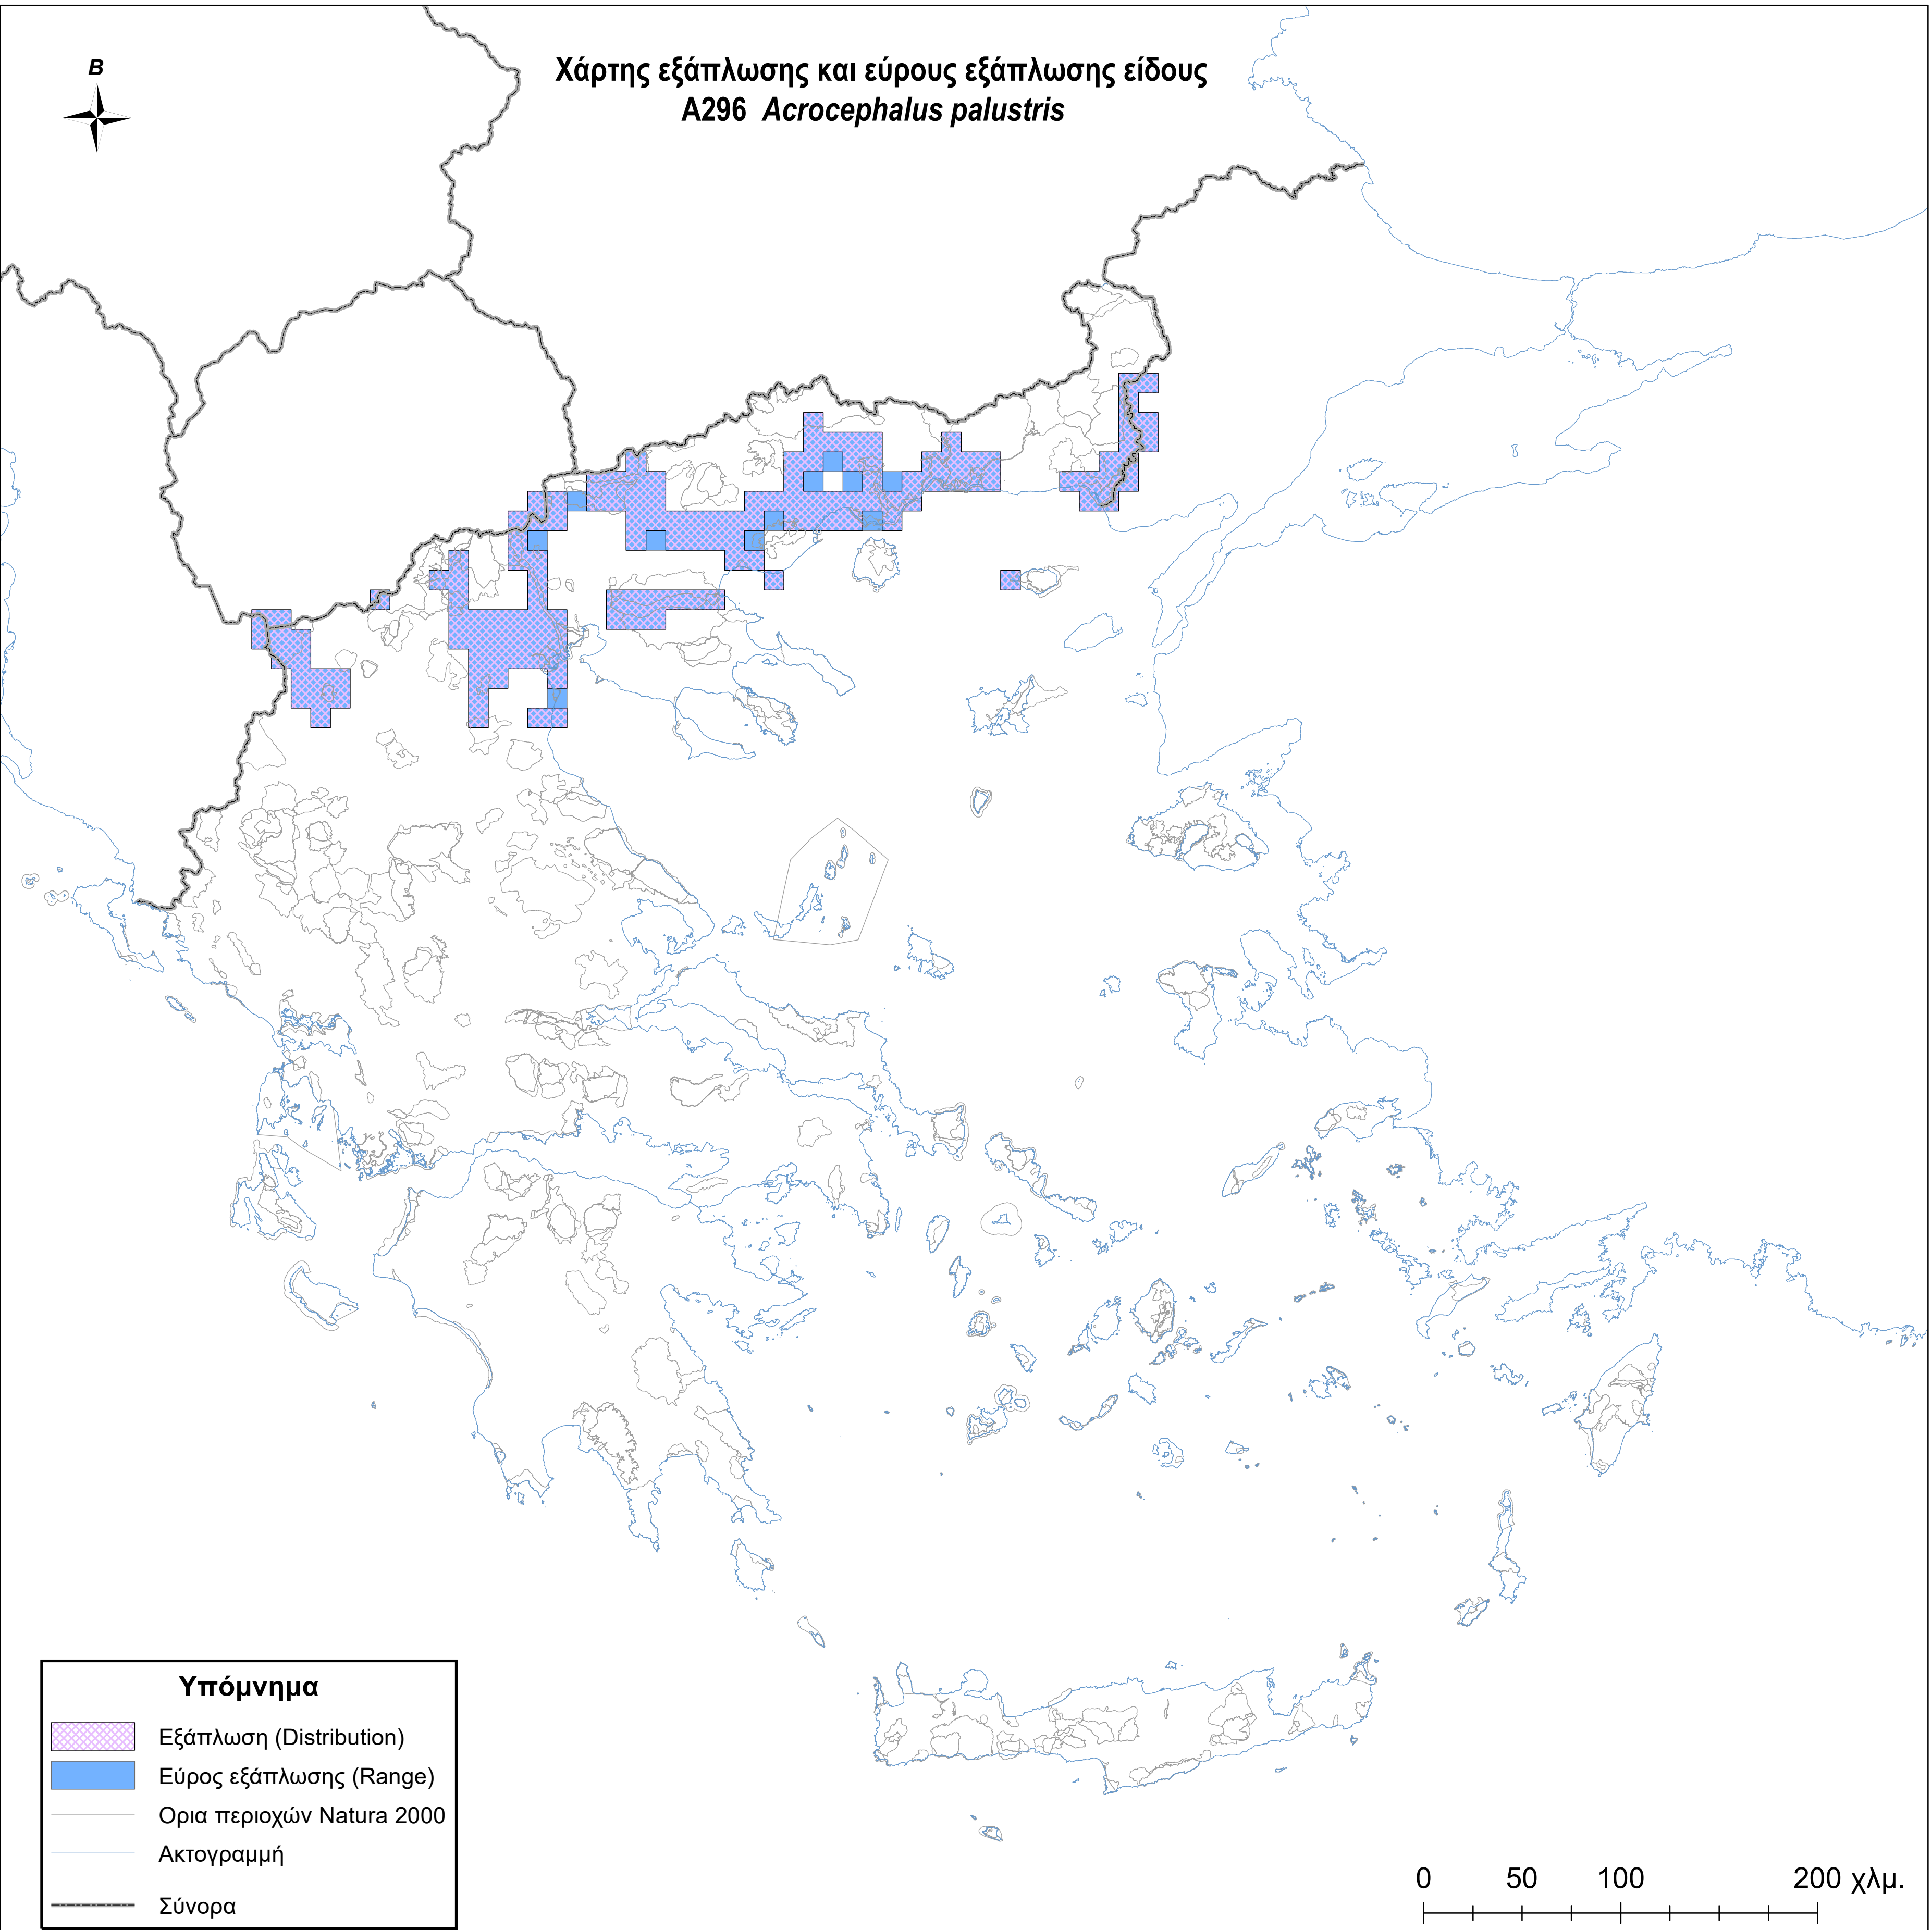 Χάρτης εξάπλωσης και εύρους εξάπλωσης είδους
A296 Acrocephalus palustris
Β
Υπόμνημα
Εξάπλωση (Distribution)
Εύρος εξάπλωσης (Range)
Ορια περιοχών Natura 2000
Ακτογραμμή
Σύνορα
0 50 100 200 χλμ.